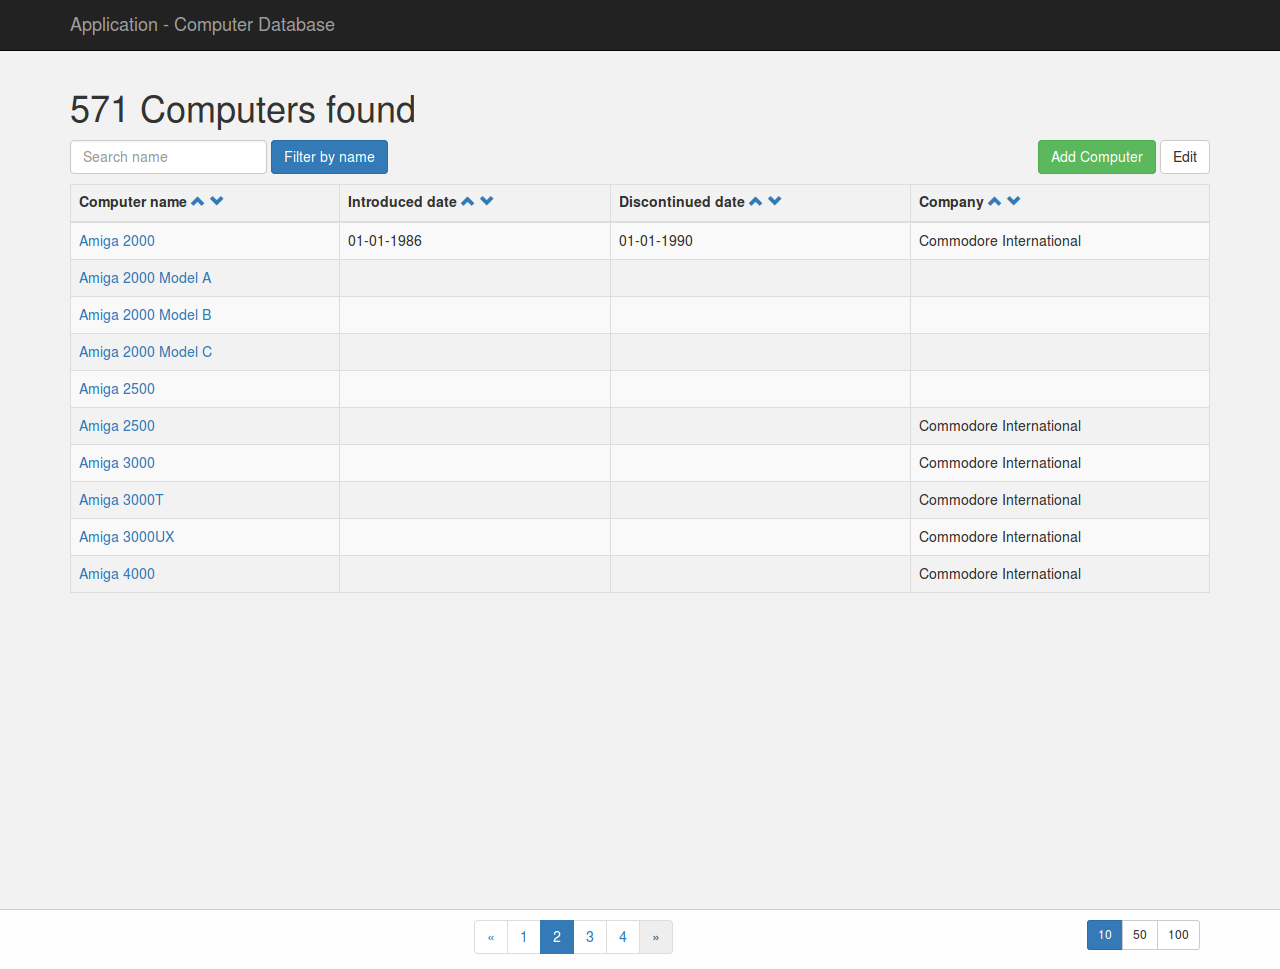 Application - Computer Database
571 Computers found
Search name Filter by name Add Computer Edit
Computer name Introduced date Discontinued date Company
Amiga 2000 01-01-1986 01-01-1990 Commodore International
Amiga 2000 Model A
Amiga 2000 Model B
Amiga 2000 Model C
Amiga 2500
Amiga 2500 Commodore International
Amiga 3000 Commodore International
Amiga 3000T Commodore International
Amiga 3000UX Commodore International
Amiga 4000 Commodore International
« 1 2 3 4 » 10 50 100